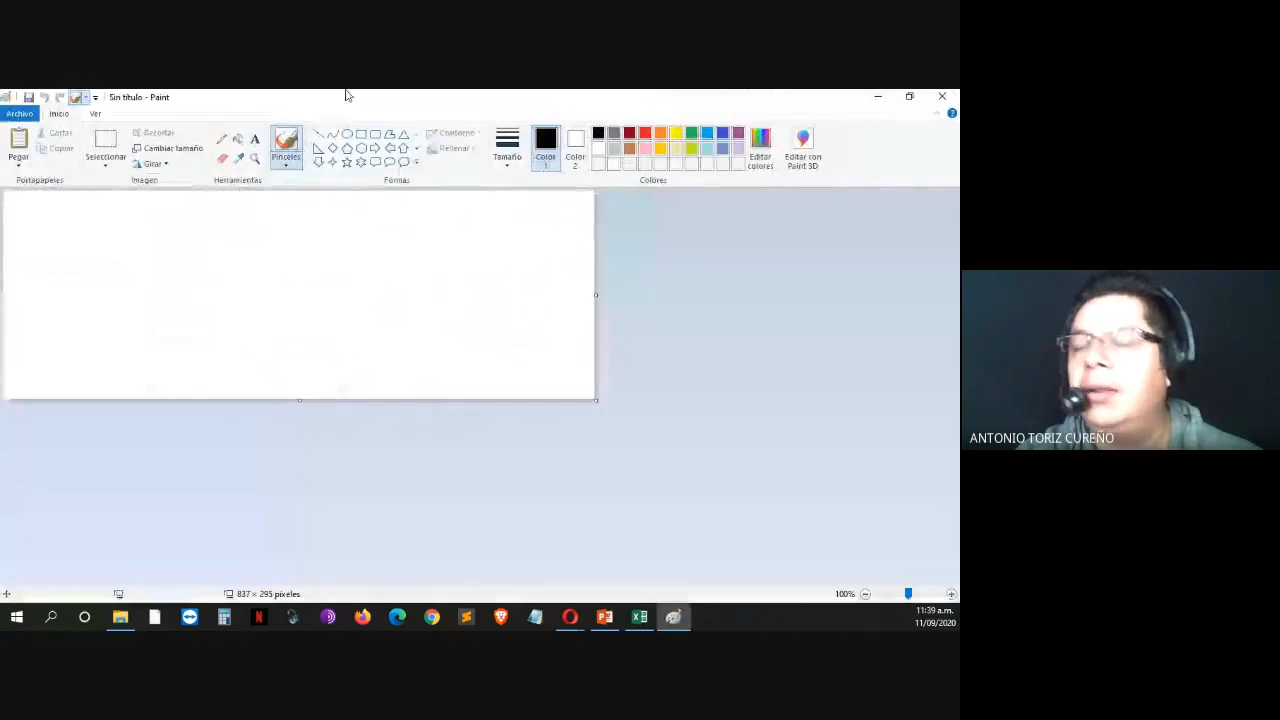 Sin título - Paint
Archivo Inicio Ver
Pegar
Cortar
Copiar
Portapapeles
Seleccionar
Recortar
Cambiar tamaño
Girar
Imagen
A
Herramientas
Pinceles
Contorno
Rellenar
Formas
Tamaño
Color
1
Color
2
Editar
colores
Editar con
Paint 3D
Colores
ANTONIO TORIZ CUREÑO
837 × 295 píxeles
100%
11:39 a.m.
11/09/2020